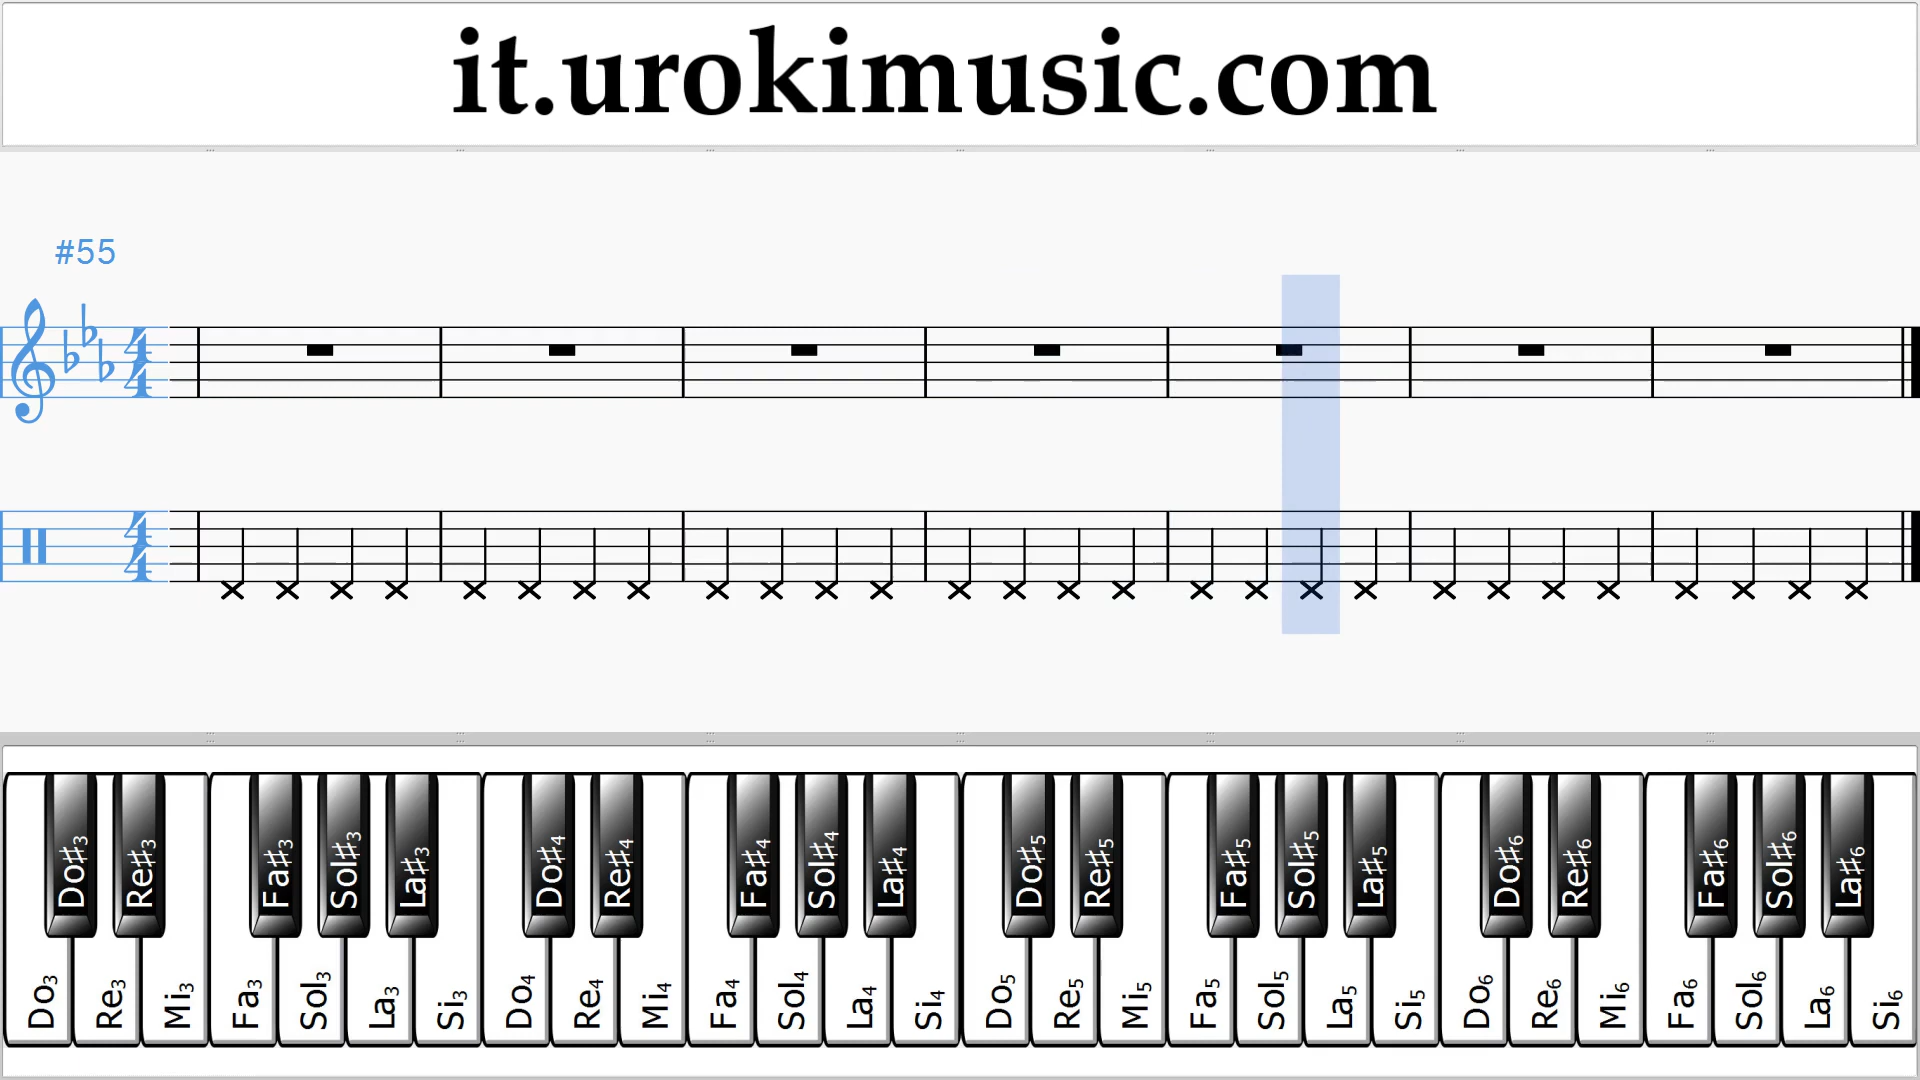 it.urokimusic.com
#55
4
4
4
4
Do#3 Re#3 Fa#3 Sol#3 La#3 Do#4 Re#4 Fa#4 Sol#4 La#4 Do#5 Re#5 Fa#5 Sol#5 La#5 Do#6 Re#6 Fa#6 Sol#6 La#6
Do3 Re3 Mi3 Fa3 Sol3 La3 Si3 Do4 Re4 Mi4 Fa4 Sol4 La4 Si4 Do5 Re5 Mi5 Fa5 Sol5 La5 Si5 Do6 Re6 Mi6 Fa6 Sol6 La6 Si6